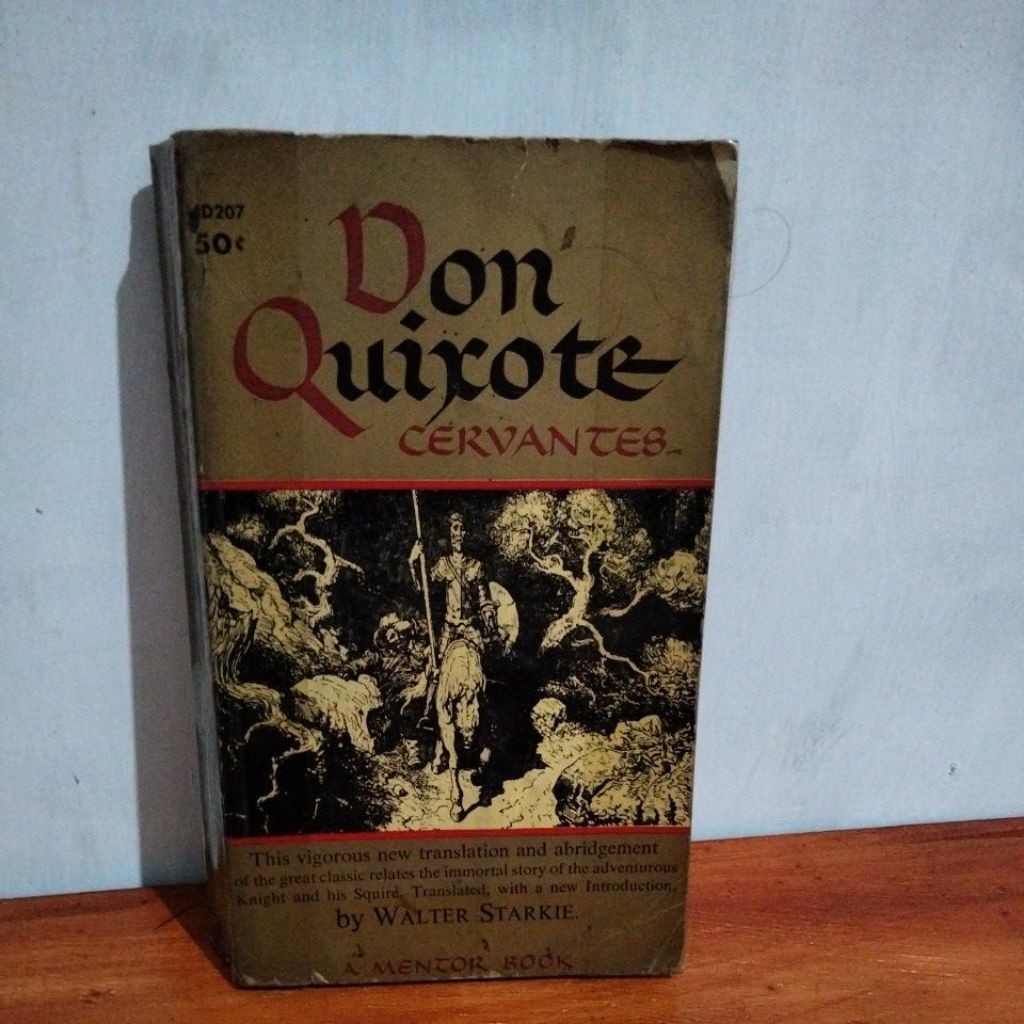 D207
50¢
Don
Quixote
CERVANTES
This vigorous new translation and abridgement
of the great classic relates the immortal story of the adventurous
Knight and his Squire. Translated, with a new Introduction,
by WALTER STARKIE.
A MENTOR BOOK